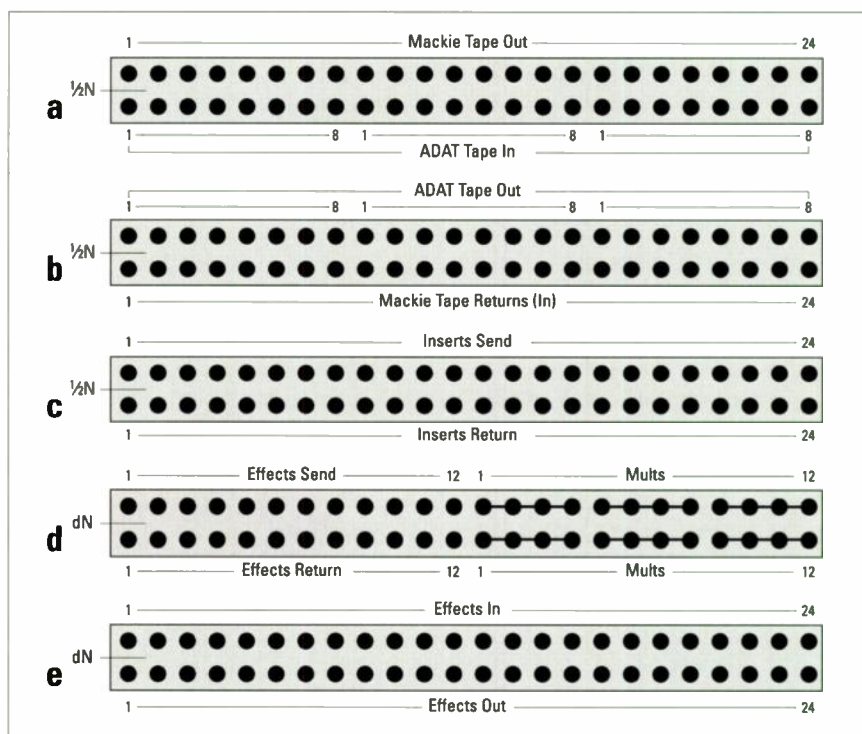 1 Mackie Tape Out 24
½N
a
1 8 1 8 1 8
ADAT Tape In
ADAT Tape Out
1 8 1 8 1 8
½N
b
1 Mackie Tape Returns (In) 24
1 Inserts Send 24
½N
c
1 Inserts Return 24
1 Effects Send 12 1 Mults 12
dN
d
1 Effects Return 12 1 Mults 12
1 Effects In 24
dN
e
1 Effects Out 24